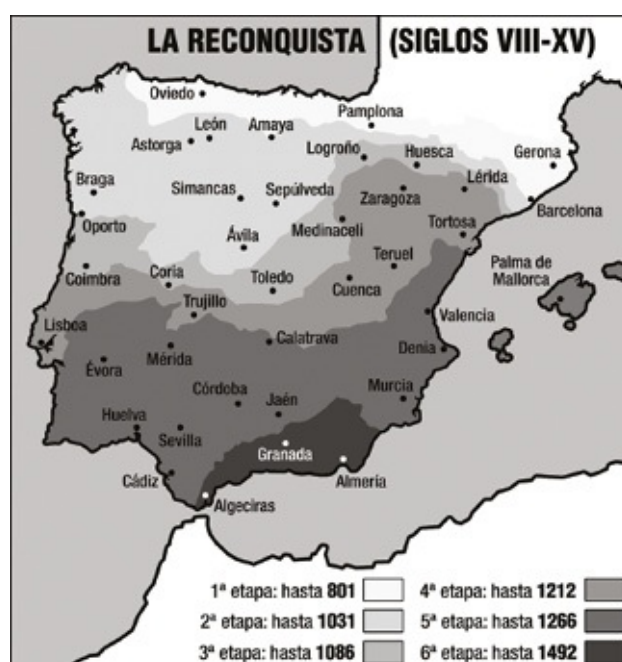 LA RECONQUISTA (SIGLOS VIII-XV)
Oviedo
Pamplona
León
Amaya
Astorga
Logroño
Huesca
Gerona
Braga
Simancas
Sepúlveda
Zaragoza
Lérida
Oporto
Medinaceli
Barcelona
Ávila
Tortosa
Coimbra
Coria
Toledo
Teruel
Palma de
Mallorca
Cuenca
Trujillo
Lisboa
Valencia
Calatrava
Évora
Mérida
Denia
Córdoba
Jaén
Murcia
Huelva
Sevilla
Granada
Cádiz
Almería
Algeciras
1ª etapa: hasta 801
2ª etapa: hasta 1031
3ª etapa: hasta 1086
4ª etapa: hasta 1212
5ª etapa: hasta 1266
6ª etapa: hasta 1492